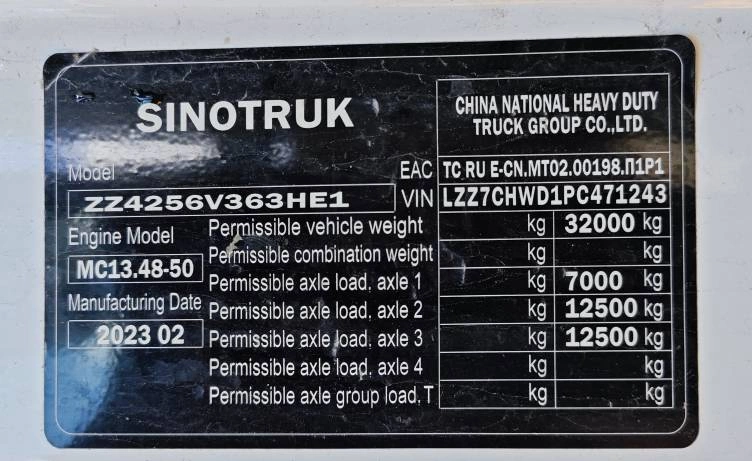 SINOTRUK
CHINA NATIONAL HEAVY DUTY
TRUCK GROUP CO.,LTD.
Model
EAC TC RU E-CN.MT02.00198.П1P1
ZZ4256V363HE1
VIN LZZ7CHWD1PC471243
Engine Model
MC13.48-50
Manufacturing Date
2023 02
Permissible vehicle weight kg 32000 kg
Permissible combination weight kg kg
Permissible axle load, axle 1 kg 7000 kg
Permissible axle load, axle 2 kg 12500 kg
Permissible axle load, axle 3 kg 12500 kg
Permissible axle load, axle 4 kg kg
Permissible axle group load, T kg kg